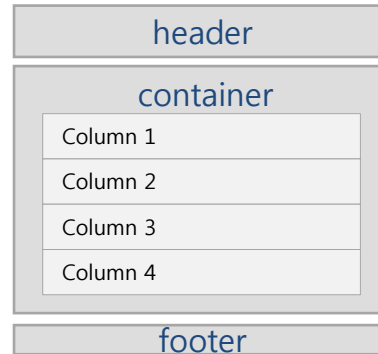 header
container
Column 1
Column 2
Column 3
Column 4
footer